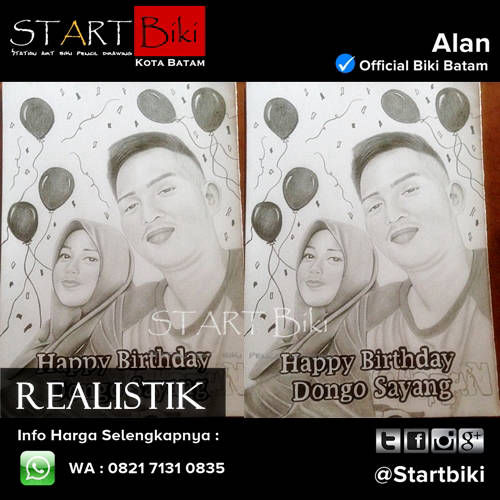 START Biki
STATION ART BIKI PENCIL DRAWING
KOTA BATAM
Alan
Official Biki Batam
START Biki
Happy Birthday
Happy Birthday
Dongo Sayang
REALISTIK
Info Harga Selengkapnya :
WA : 0821 7131 0835
@Startbiki